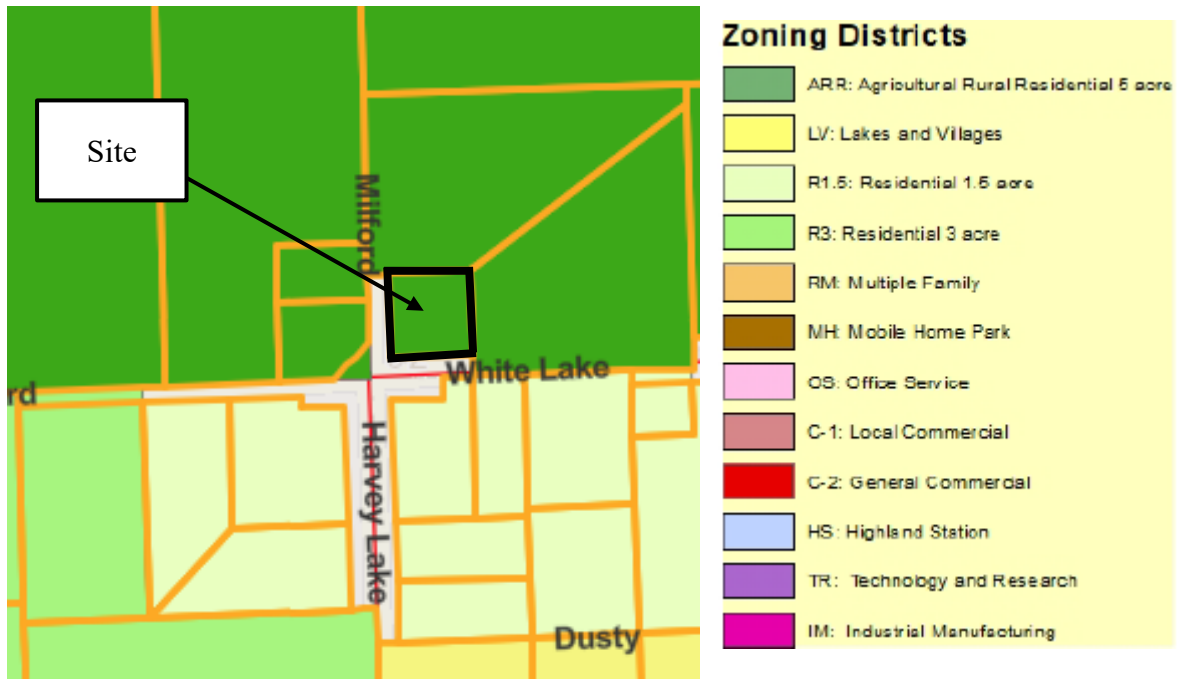 Site
Milford
White Lake
rd
Harvey Lake
Dusty
Zoning Districts
ARR: Agricultural Rural Residential 5 acre
LV: Lakes and Villages
R1.5: Residential 1.5 acre
R3: Residential 3 acre
RM: Multiple Family
MH: Mobile Home Park
OS: Office Service
C-1: Local Commercial
C-2: General Commercial
HS: Highland Station
TR: Technology and Research
IM: Industrial Manufacturing